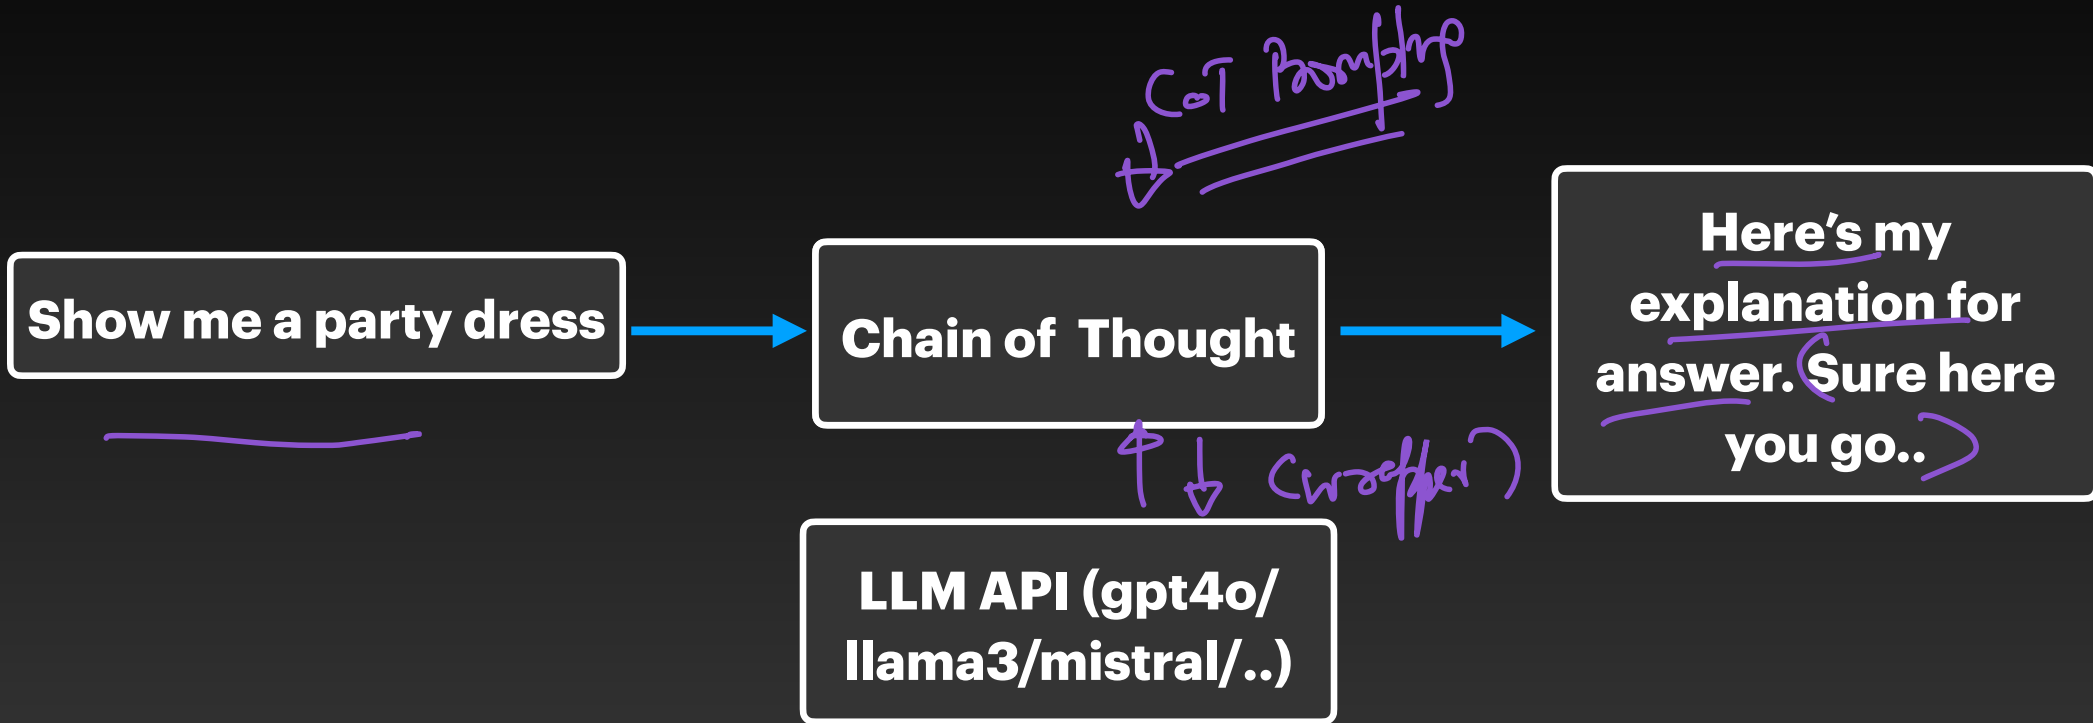 CoT Prompting
Show me a party dress
Chain of Thought
Here's my
explanation for
answer. Sure here
you go..
(wrapper)
LLM API (gpt4o/
llama3/mistral/..)